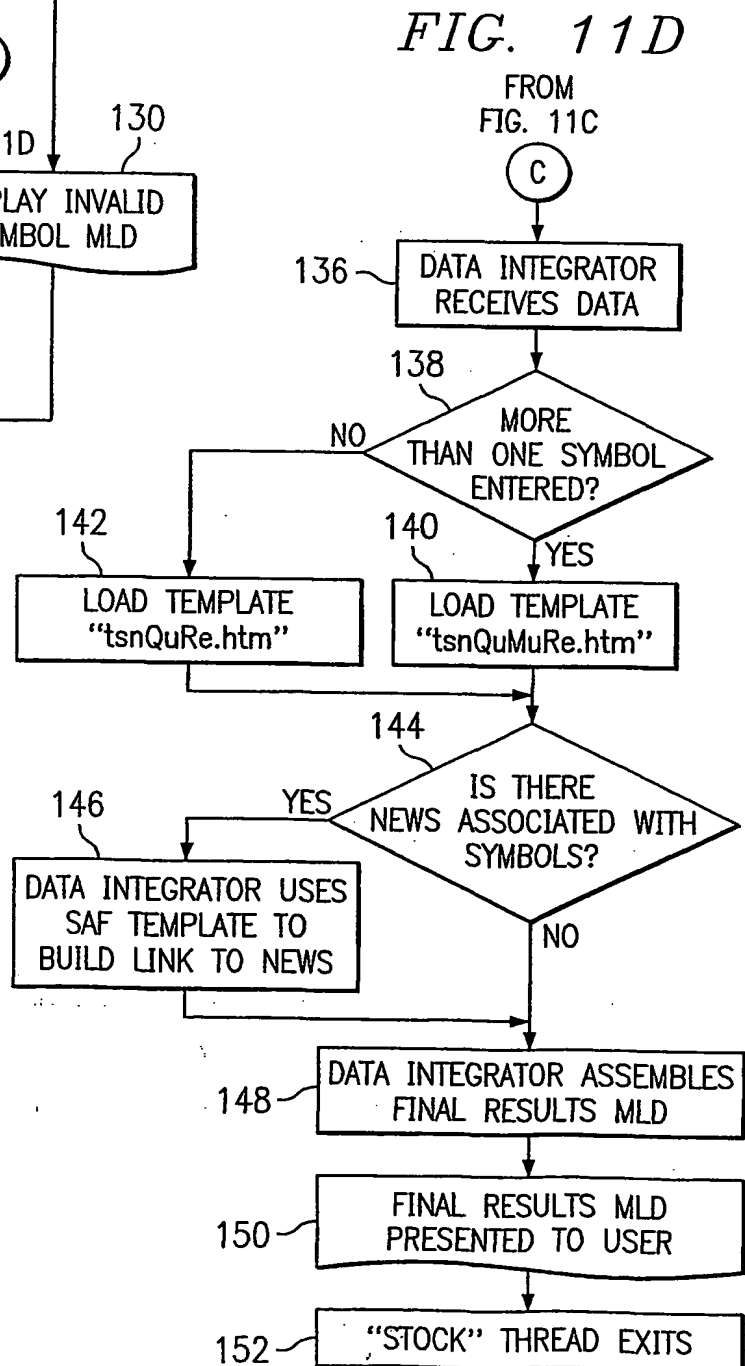 FIG. 11D
FROM
FIG. 11C
C
1D
130
PLAY INVALID
MBOL MLD
136
DATA INTEGRATOR
RECEIVES DATA
138
MORE
THAN ONE SYMBOL
ENTERED?
NO
YES
142
LOAD TEMPLATE
“tsnQuRe.htm”
140
LOAD TEMPLATE
“tsnQuMuRe.htm”
144
IS THERE
NEWS ASSOCIATED WITH
SYMBOLS?
YES
NO
146
DATA INTEGRATOR USES
SAF TEMPLATE TO
BUILD LINK TO NEWS
148
DATA INTEGRATOR ASSEMBLES
FINAL RESULTS MLD
150
FINAL RESULTS MLD
PRESENTED TO USER
152
“STOCK” THREAD EXITS